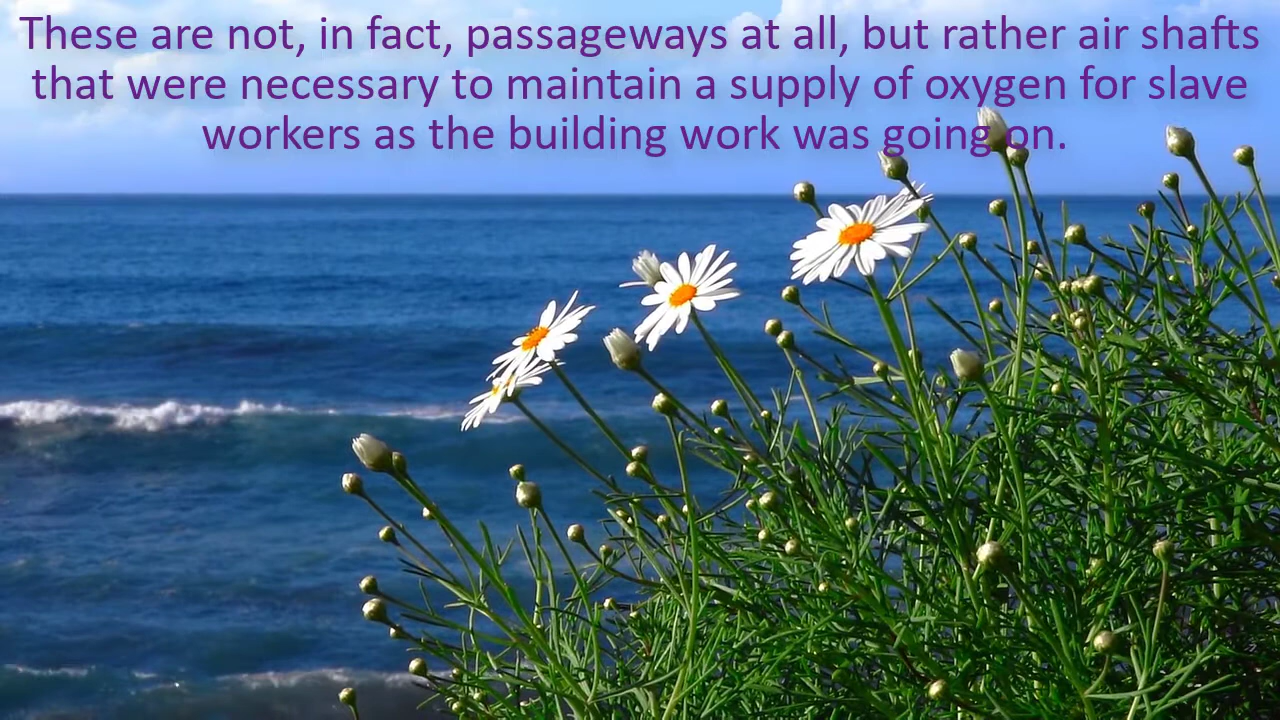 These are not, in fact, passageways at all, but rather air shafts
that were necessary to maintain a supply of oxygen for slave
workers as the building work was going on.